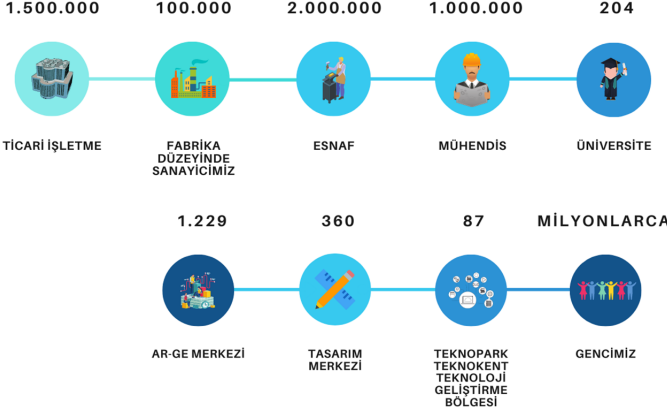 1.500.000
100.000
2.000.000
1.000.000
204
TİCARİ İŞLETME
FABRİKA
DÜZEYİNDE
SANAYİCİMİZ
ESNAF
MÜHENDİS
ÜNİVERSİTE
1.229
360
87
MİLYONLARCA
AR-GE MERKEZİ
TASARIM
MERKEZİ
TEKNOPARK
TEKNOKENT
TEKNOLOJİ
GELİŞTİRME
BÖLGESİ
GENCİMİZ